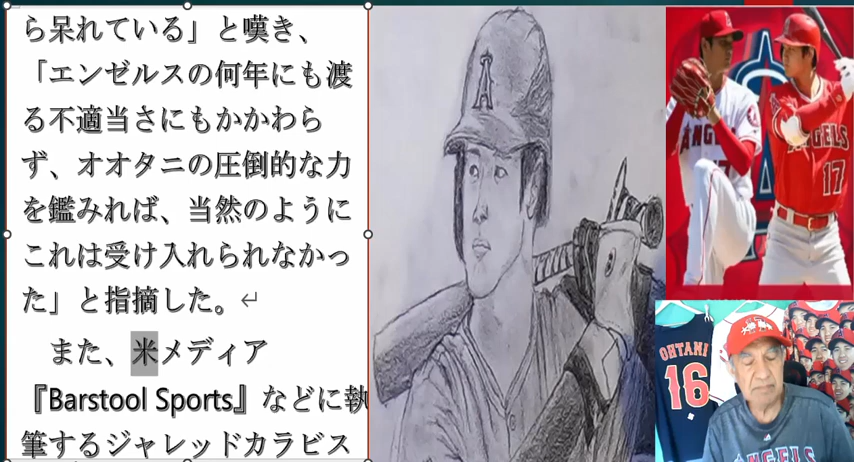 ら呆れている」と嘆き、
「エンゼルスの何年にも渡
る不適当さにもかかわら
ず、オオタニの圧倒的な力
を鑑みれば、当然のように
これは受け入れられなかっ
た」と指摘した。
また、米メディア
『Barstool Sports』などに執
筆するジャレッドカラビス
A
ANGELS
17
OHTANI
16
ANGELS